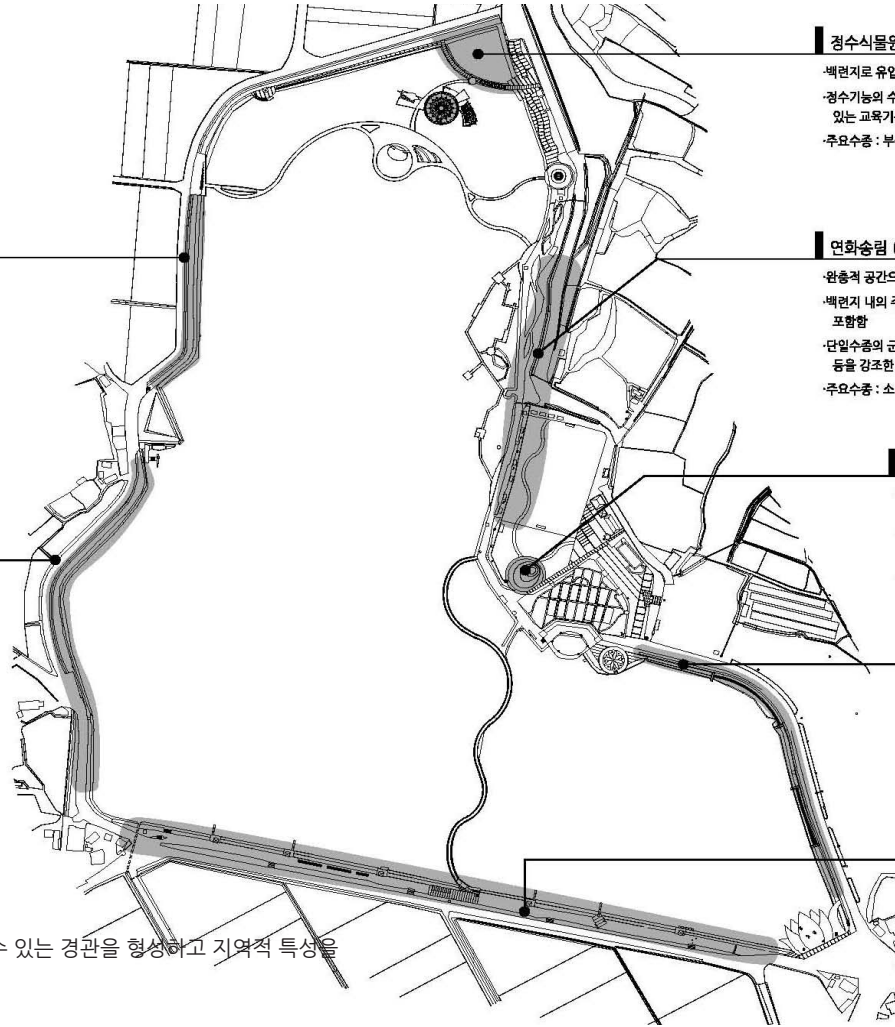 정수식물원
·백련지로 유입
·정수기능의 수
있는 교육기
·주요수종 : 부
연화송림
·완충적 공간으
·백련지 내의 주
포함함
·단일수종의 군
등을 강조한
·주요수종 : 소
있는 경관을 형성하고 지역적 특성을